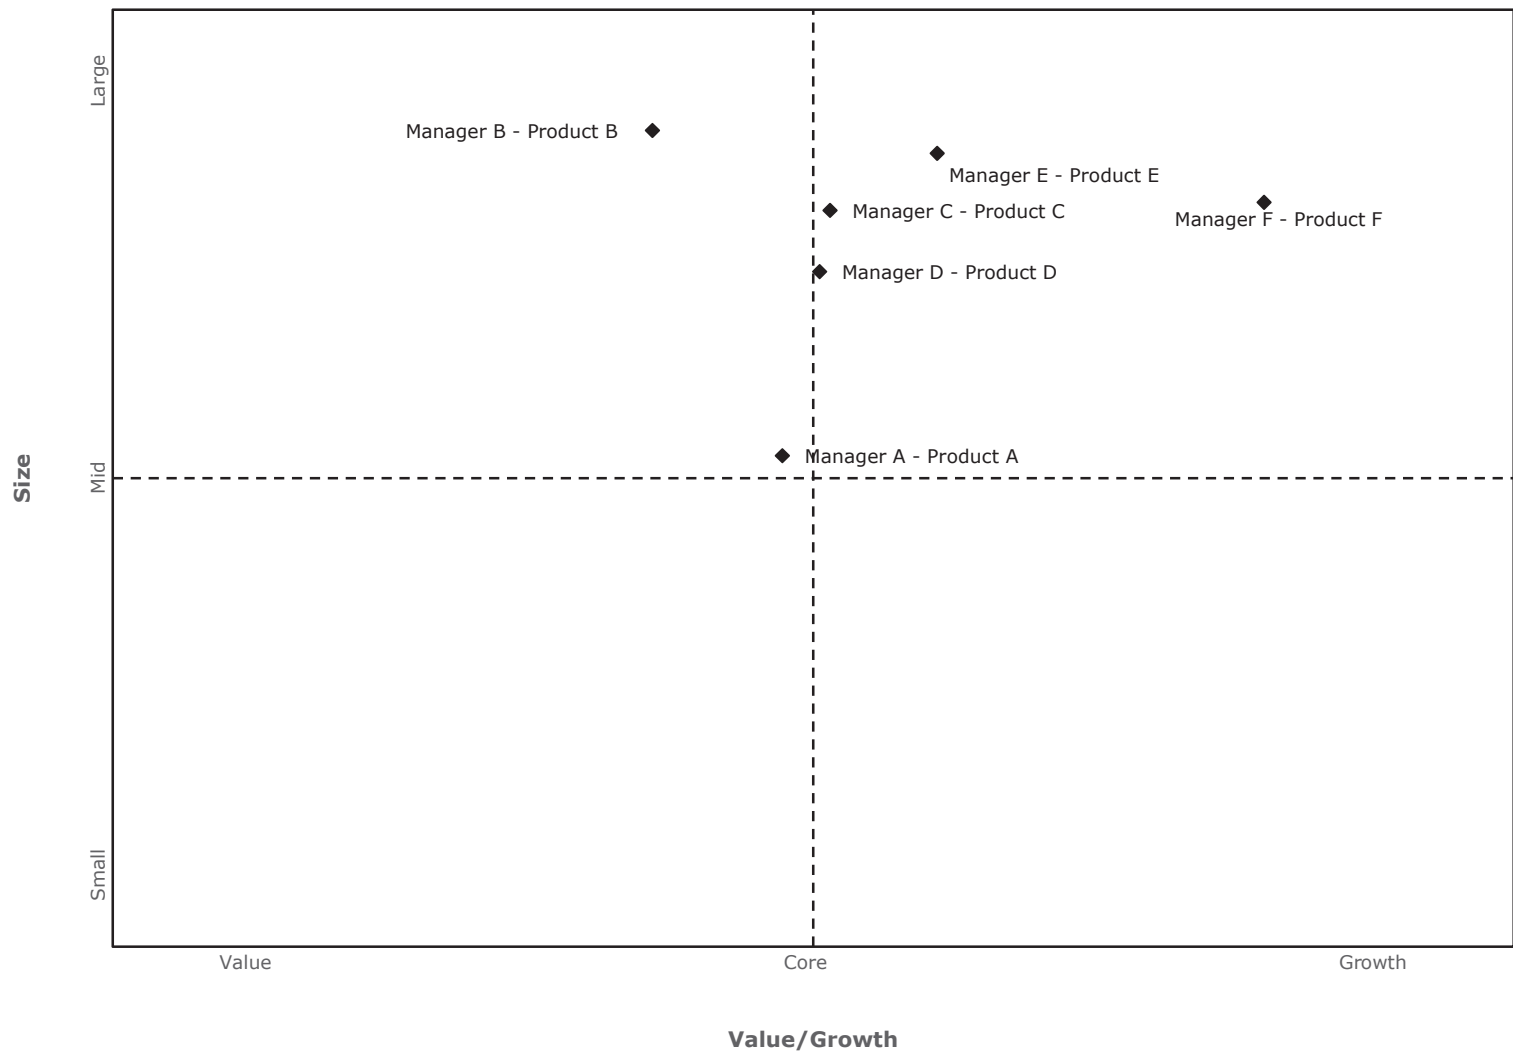 Large
Manager B - Product B
Manager E - Product E
Manager C - Product C
Manager F - Product F
Manager D - Product D
Manager A - Product A
Mid
Size
Small
Value
Core
Growth
Value/Growth